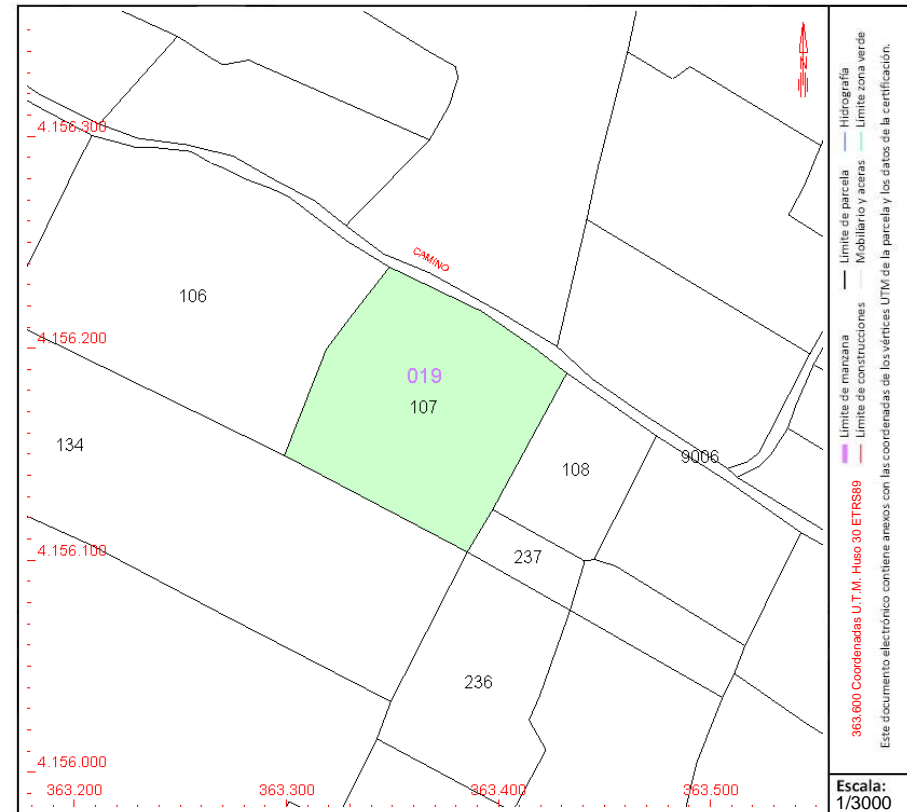 N
4.156.300
CAMINO
106
4.156.200
019
107
134
108
9006
4.156.100
237
236
4.156.000
363.200
363.300
363.400
363.500
363.600 Coordenadas U.T.M. Huso 30 ETRS89
Límite de manzana
Límite de parcela
Hidrografía
Límite de construcciones
Mobiliario y aceras
Límite zona verde
Este documento electrónico contiene anexos con las coordenadas de los vértices UTM de la parcela y los datos de la certificación.
Escala:
1/3000